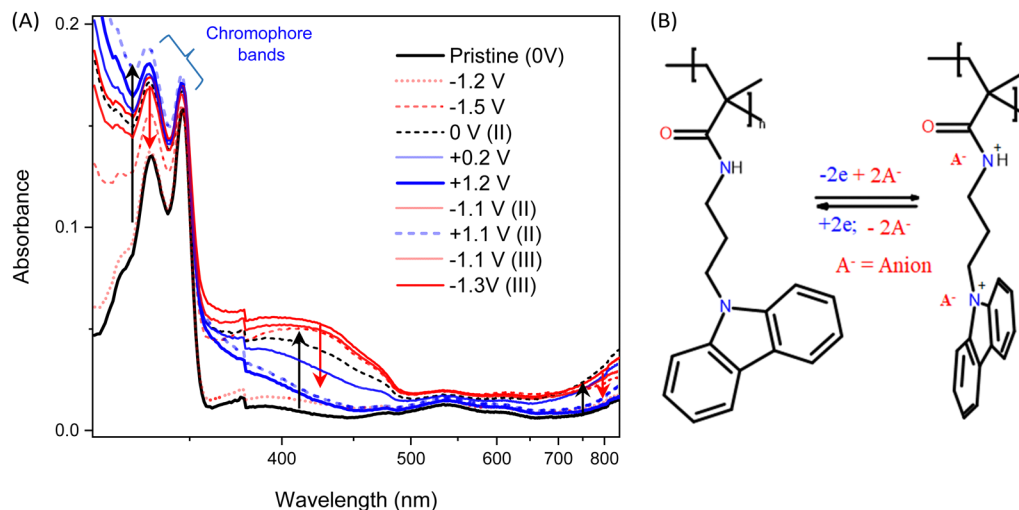 (A)
0.2
0.1
0.0
Absorbance
Chromophore
bands
Pristine (0V)
-1.2 V
-1.5 V
0 V (II)
+0.2 V
+1.2 V
-1.1 V (II)
+1.1 V (II)
-1.1 V (III)
-1.3V (III)
400 500 600 700 800
Wavelength (nm)
(B)
n
O
NH
N
-2e + 2A-
+2e; - 2A-
A- = Anion
n
O
A- NH +
A- N +